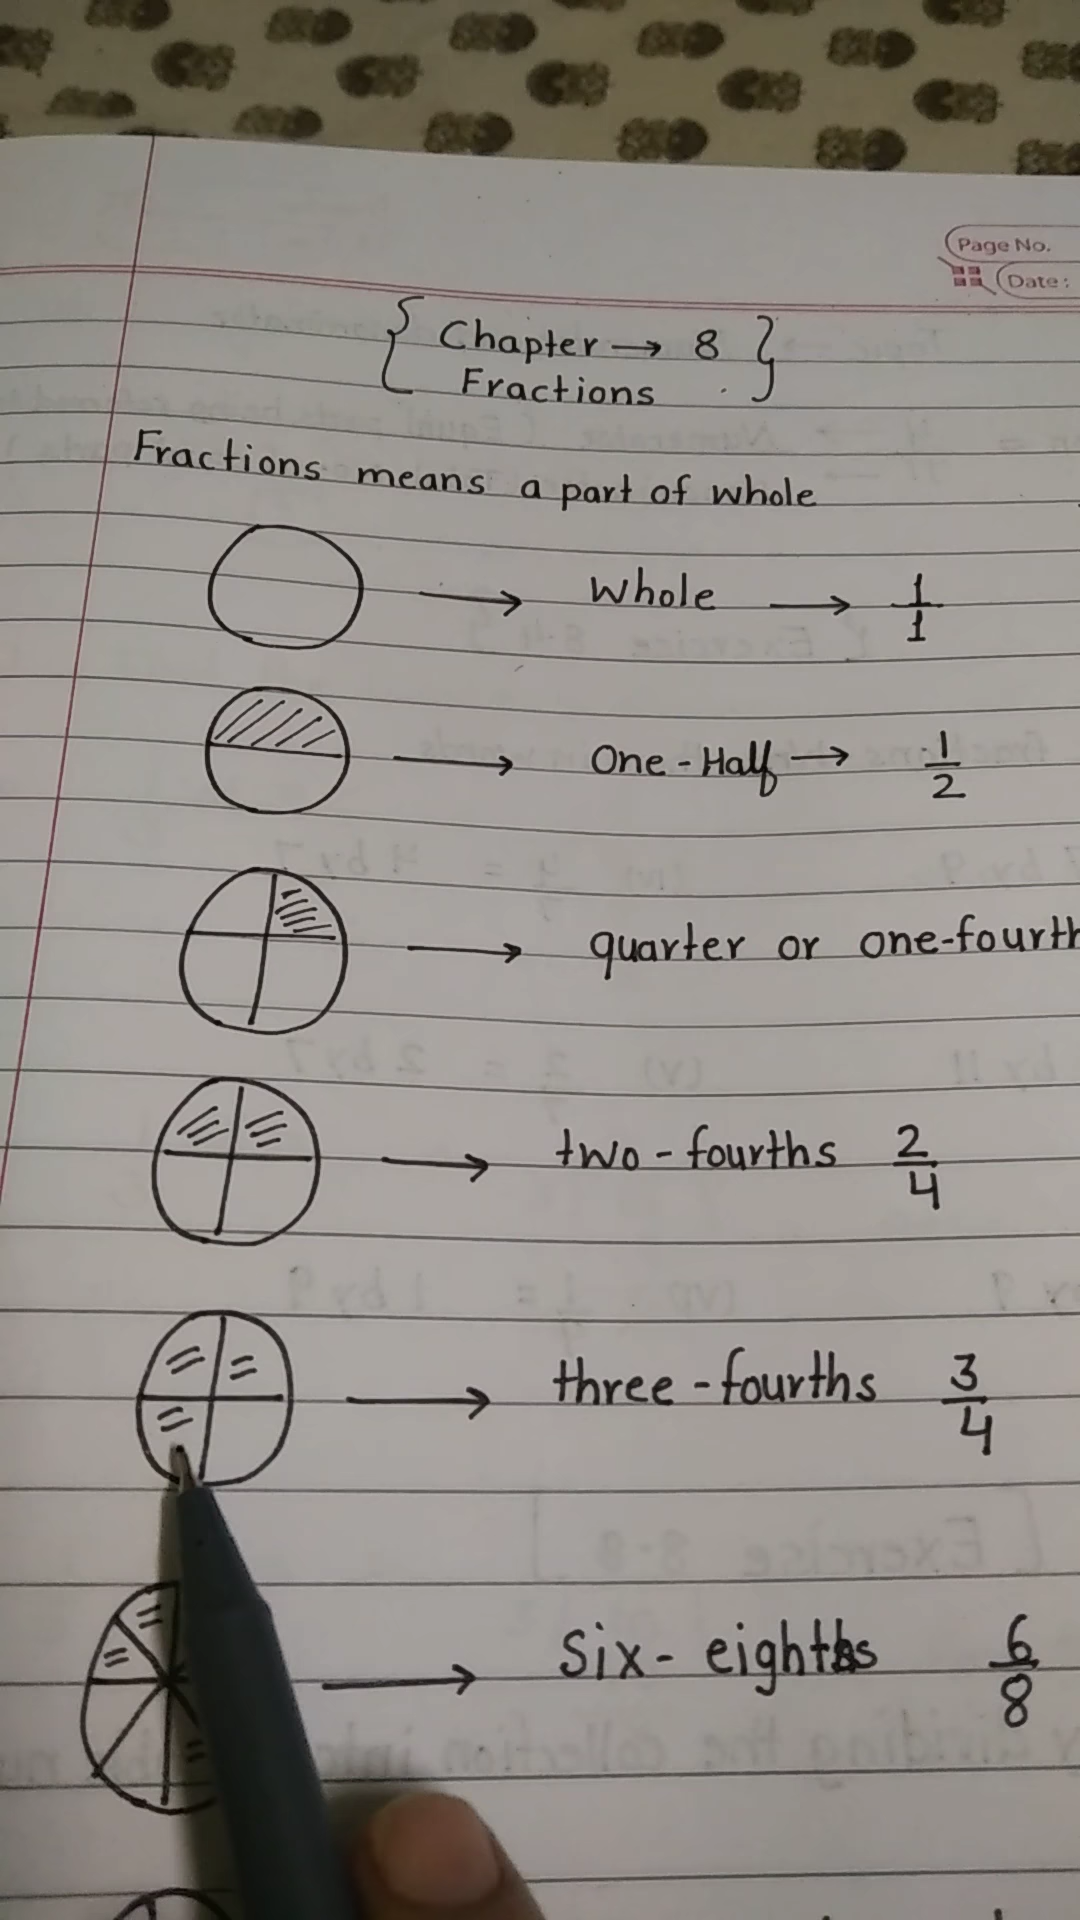 Page No.
Date:
{ Chapter → 8 }
Fractions
Fractions means a part of whole
→ Whole → 1/1
→ One-Half → 1/2
→ quarter or one-fourth
→ two-fourths 2/4
→ three-fourths 3/4
→ Six-eighths 6/8